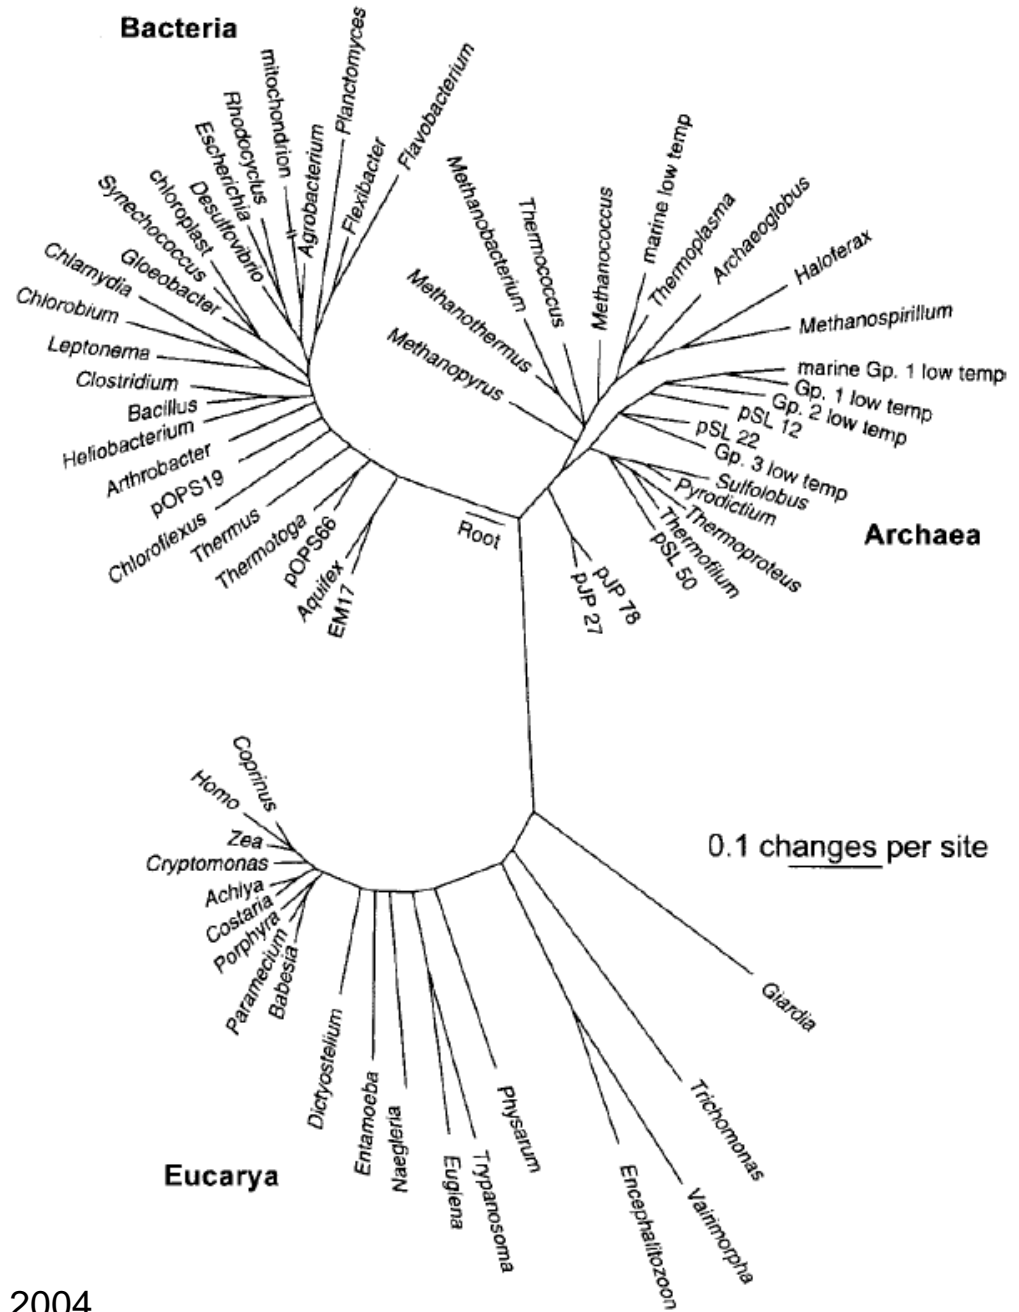 Bacteria
Planctomyces
Flavobacterium
mitochondrion
Rhodocyclus
Escherichia
Desulfovibrio
Agrobacterium
Flexibacter
chloroplast
Synechococcus
Gloeobacter
Chlamydia
Chlorobium
Leptonema
Clostridium
Bacillus
Heliobacterium
Arthrobacter
pOPS19
Chloroflexus
Thermus
Thermotoga
pOPS66
Aquifex
EM17
Root
Methanobacterium
Thermococcus
Methanococcus
marine low temp
Thermoplasma
Archaeoglobus
Haloferax
Methanospirillum
Methanothermus
Methanopyrus
marine Gp. 1 low temp
Gp. 1 low temp
Gp. 2 low temp
pSL 12
pSL 22
Gp. 3 low temp
Sulfolobus
Pyrodictium
Thermoproteus
Thermofilum
pSL 50
pJP 78
pJP 27
Archaea
Coprinus
Homo
Zea
Cryptomonas
Achlya
Costaria
Porphyra
Paramecium
Babesia
Dictyostelium
Entamoeba
Naegleria
Euglena
Trypanosoma
Physarum
Encephalitozoon
Vairimorpha
Trichomonas
Giardia
0.1 changes per site
Eucarya
2004